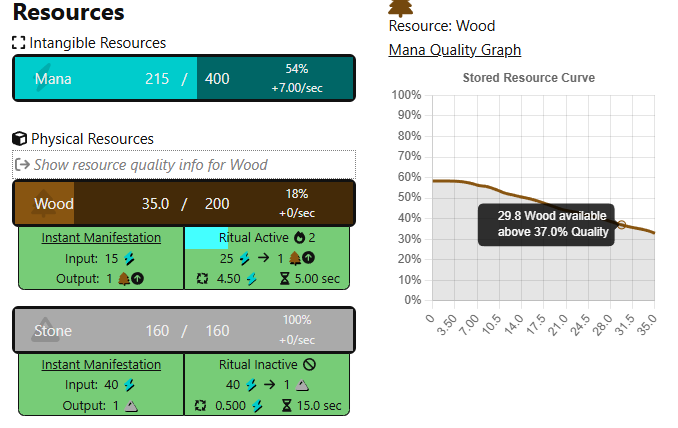 Resources
Intangible Resources
Mana 215 / 400 54% +7.00/sec
Physical Resources
Show resource quality info for Wood
Wood 35.0 / 200 18% +0/sec
Instant Manifestation
Input: 15
Output: 1
Ritual Active 2
25 → 1
4.50 5.00 sec
Stone 160 / 160 100% +0/sec
Instant Manifestation
Input: 40
Output: 1
Ritual Inactive
40 → 1
0.500 15.0 sec
Resource: Wood
Mana Quality Graph
Stored Resource Curve
100%
90%
80%
70%
60%
50%
40%
30%
20%
10%
0%
29.8 Wood available
above 37.0% Quality
0 3.50 7.00 10.5 14.0 17.5 21.0 24.5 28.0 31.5 35.0